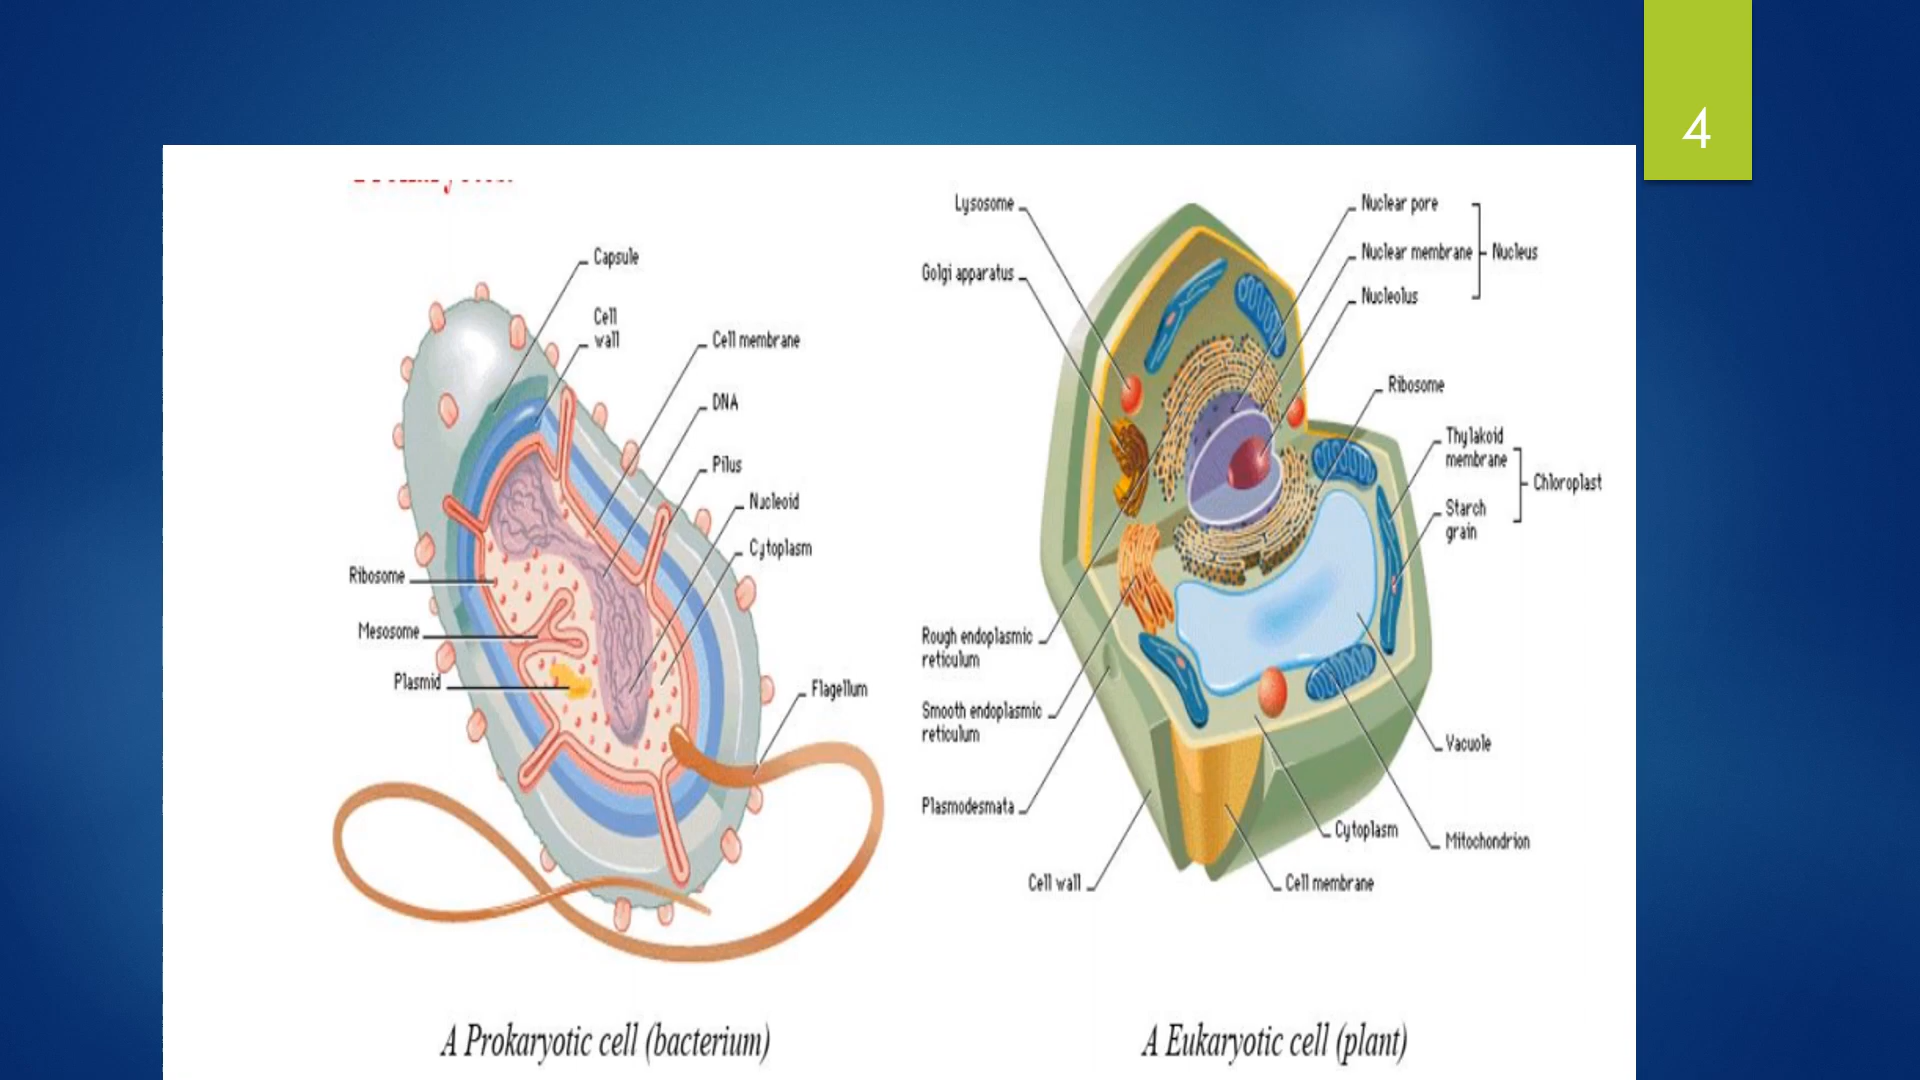 4
Capsule
Cell
wall
Cell membrane
DNA
Pilus
Nucleoid
Cytoplasm
Ribosome
Mesosome
Plasmid
Flagellum
A Prokaryotic cell (bacterium)
Lysosome
Golgi apparatus
Nuclear pore
Nuclear membrane
Nucleus
Nucleolus
Ribosome
Thylakoid
membrane
Chloroplast
Starch
grain
Rough endoplasmic
reticulum
Smooth endoplasmic
reticulum
Plasmodesmata
Vacuole
Cytoplasm
Mitochondrion
Cell wall
Cell membrane
A Eukaryotic cell (plant)